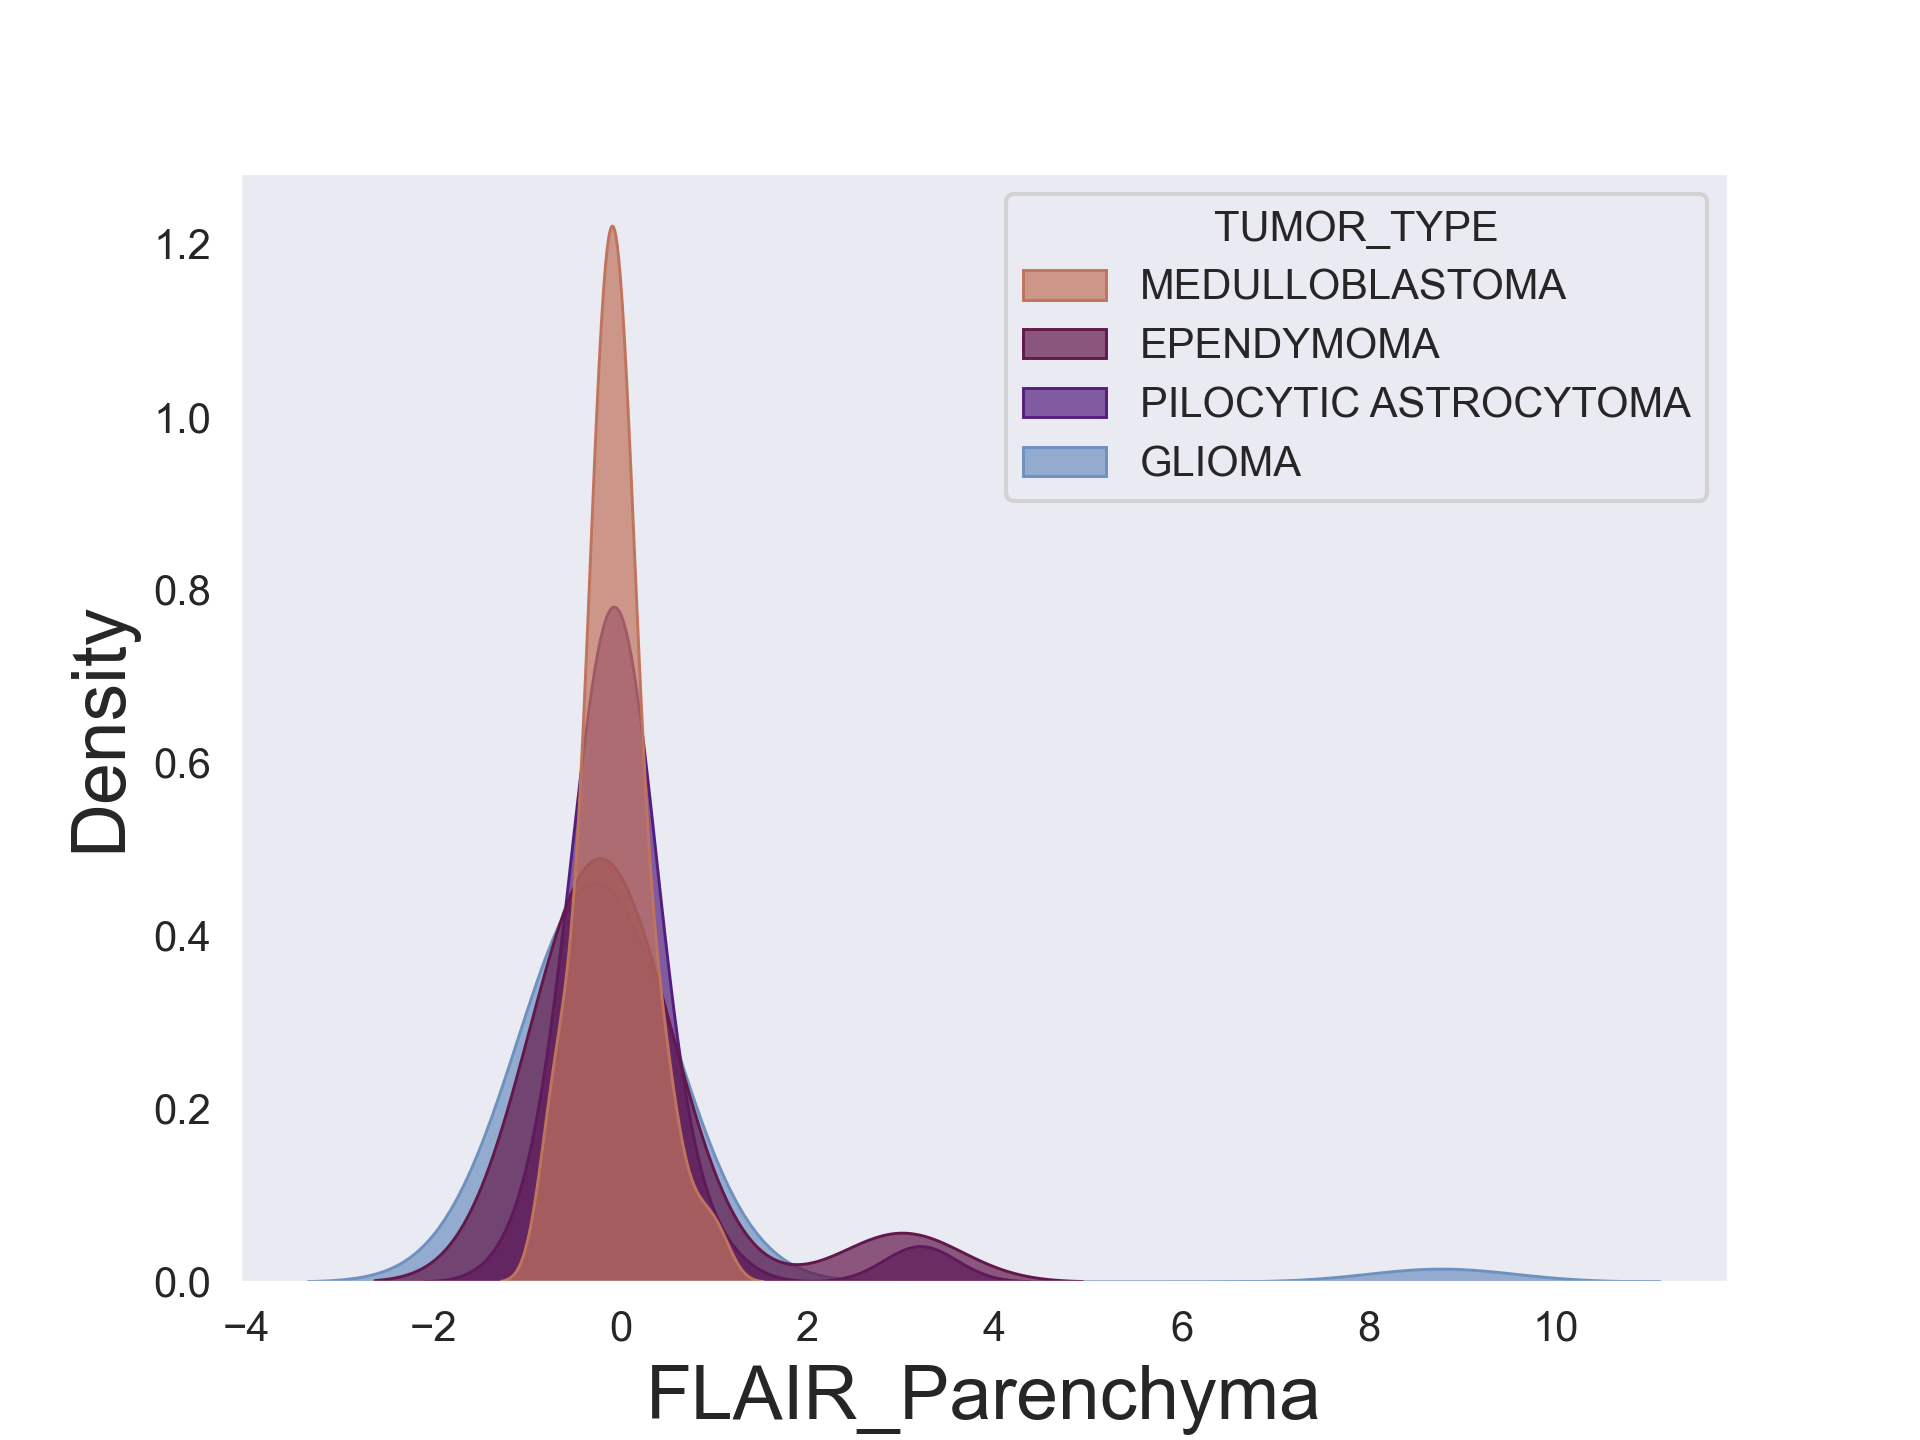 TUMOR_TYPE
MEDULLOBLASTOMA
EPENDYMOMA
PILOCYTIC ASTROCYTOMA
GLIOMA
1.2
1.0
0.8
0.6
0.4
0.2
0.0
Density
−4 −2 0 2 4 6 8 10
FLAIR_Parenchyma